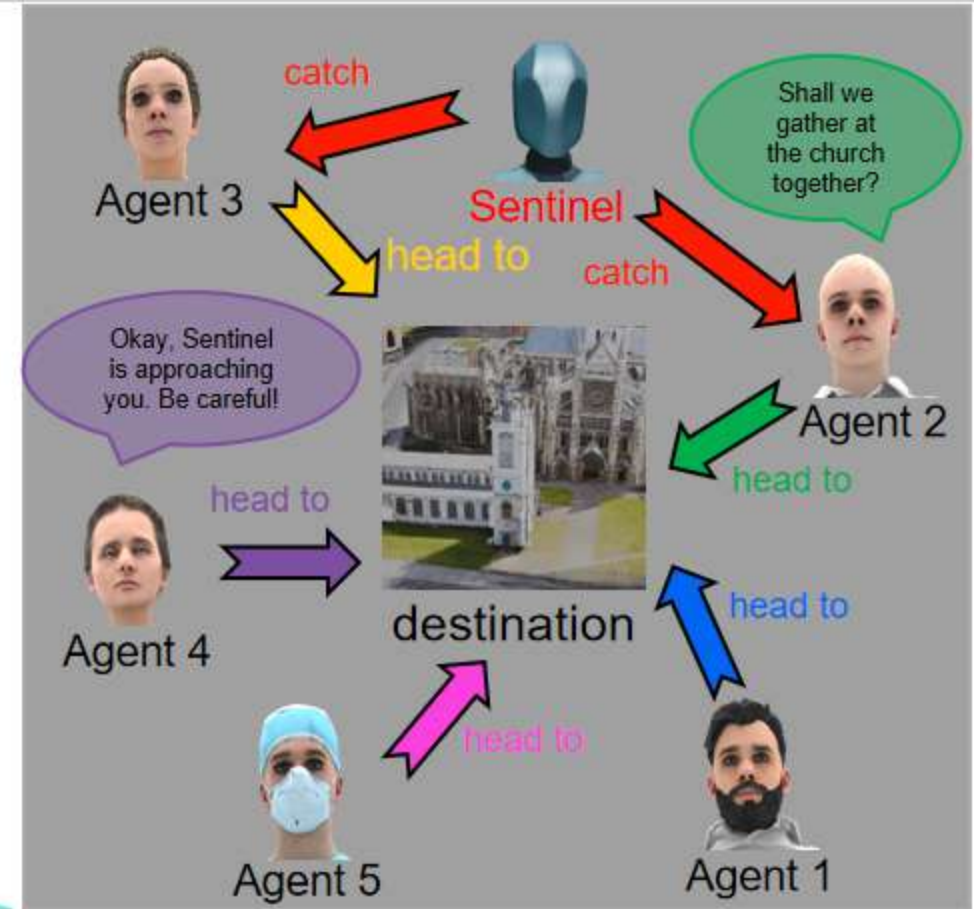 catch
Shall we
gather at
the church
together?
Agent 3
Sentinel
head to
catch
Okay, Sentinel
is approaching
you. Be careful!
Agent 2
head to
head to
destination
head to
Agent 4
head to
Agent 5
Agent 1